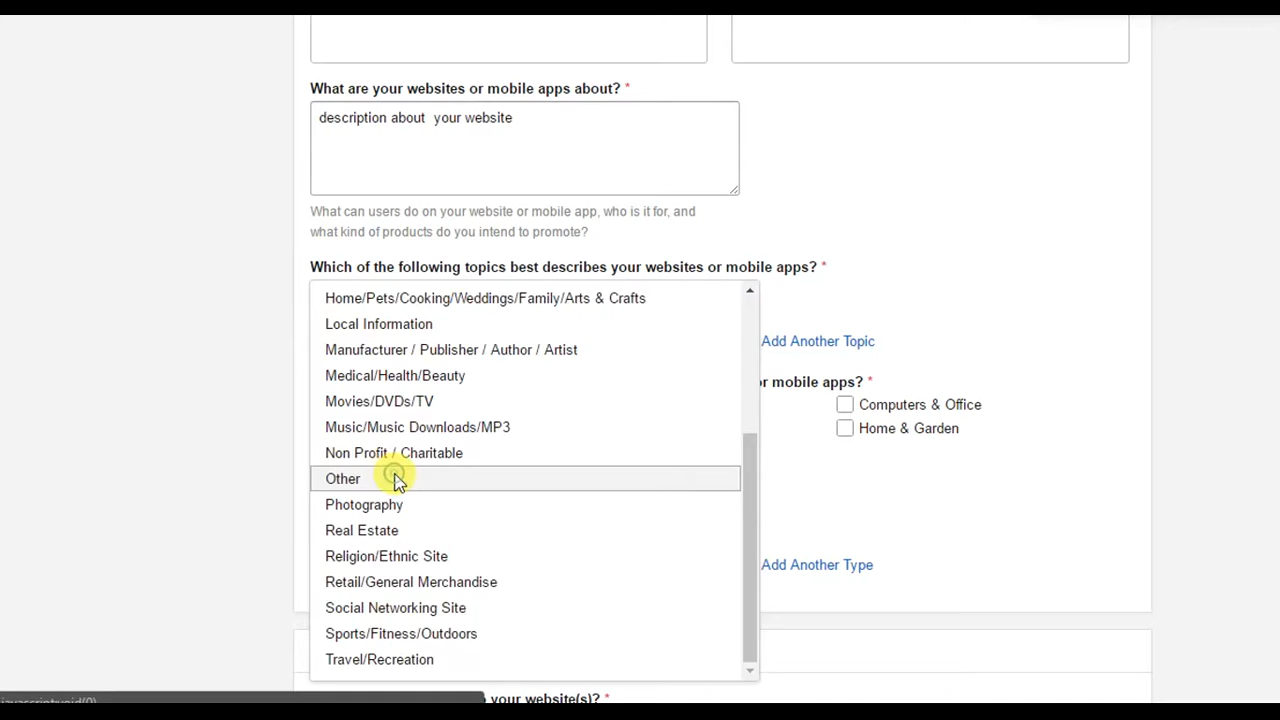 What are your websites or mobile apps about? *
description about  your website
What can users do on your website or mobile app, who is it for, and
what kind of products do you intend to promote?
Which of the following topics best describes your websites or mobile apps? *
Home/Pets/Cooking/Weddings/Family/Arts & Crafts
Local Information
Manufacturer / Publisher / Author / Artist
Add Another Topic
Medical/Health/Beauty
or mobile apps? *
Movies/DVDs/TV
Computers & Office
Music/Music Downloads/MP3
Home & Garden
Non Profit / Charitable
Other
Photography
Real Estate
Religion/Ethnic Site
Add Another Type
Retail/General Merchandise
Social Networking Site
Sports/Fitness/Outdoors
Travel/Recreation
your website(s)? *